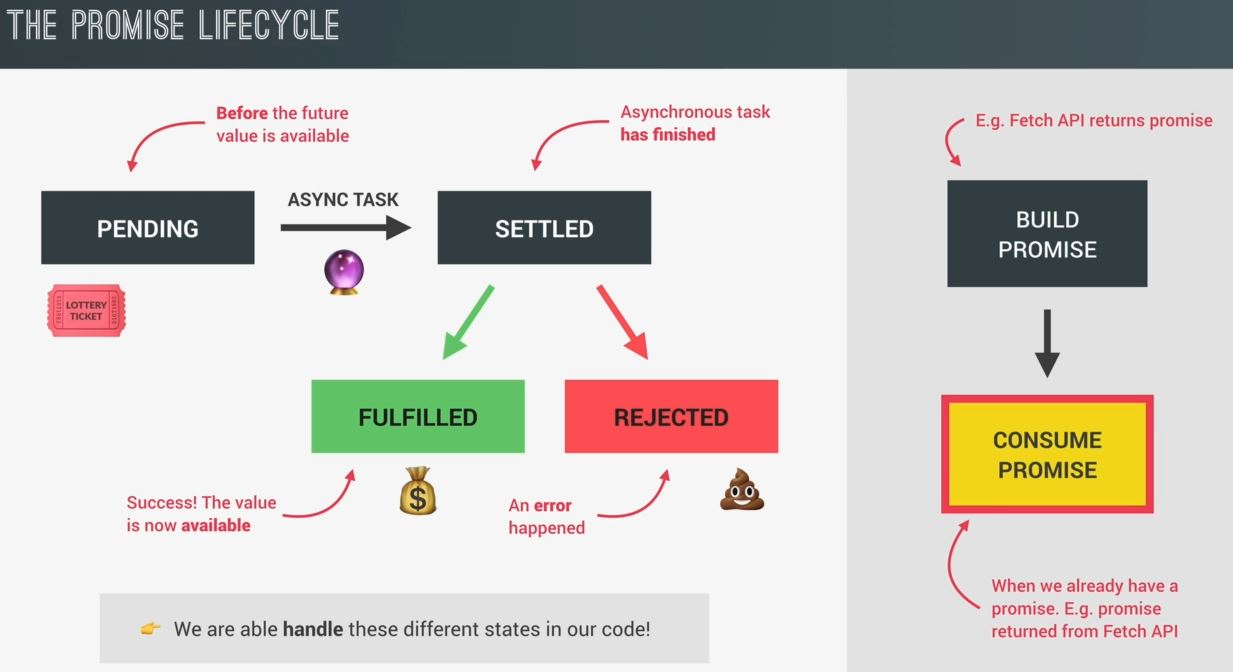 THE PROMISE LIFECYCLE
Before the future
value is available
Asynchronous task
has finished
PENDING
ASYNC TASK
SETTLED
LOTTERY
TICKET
FULFILLED
REJECTED
Success! The value
is now available
$
An error
happened
👉 We are able handle these different states in our code!
E.g. Fetch API returns promise
BUILD
PROMISE
CONSUME
PROMISE
When we already have a
promise. E.g. promise
returned from Fetch API